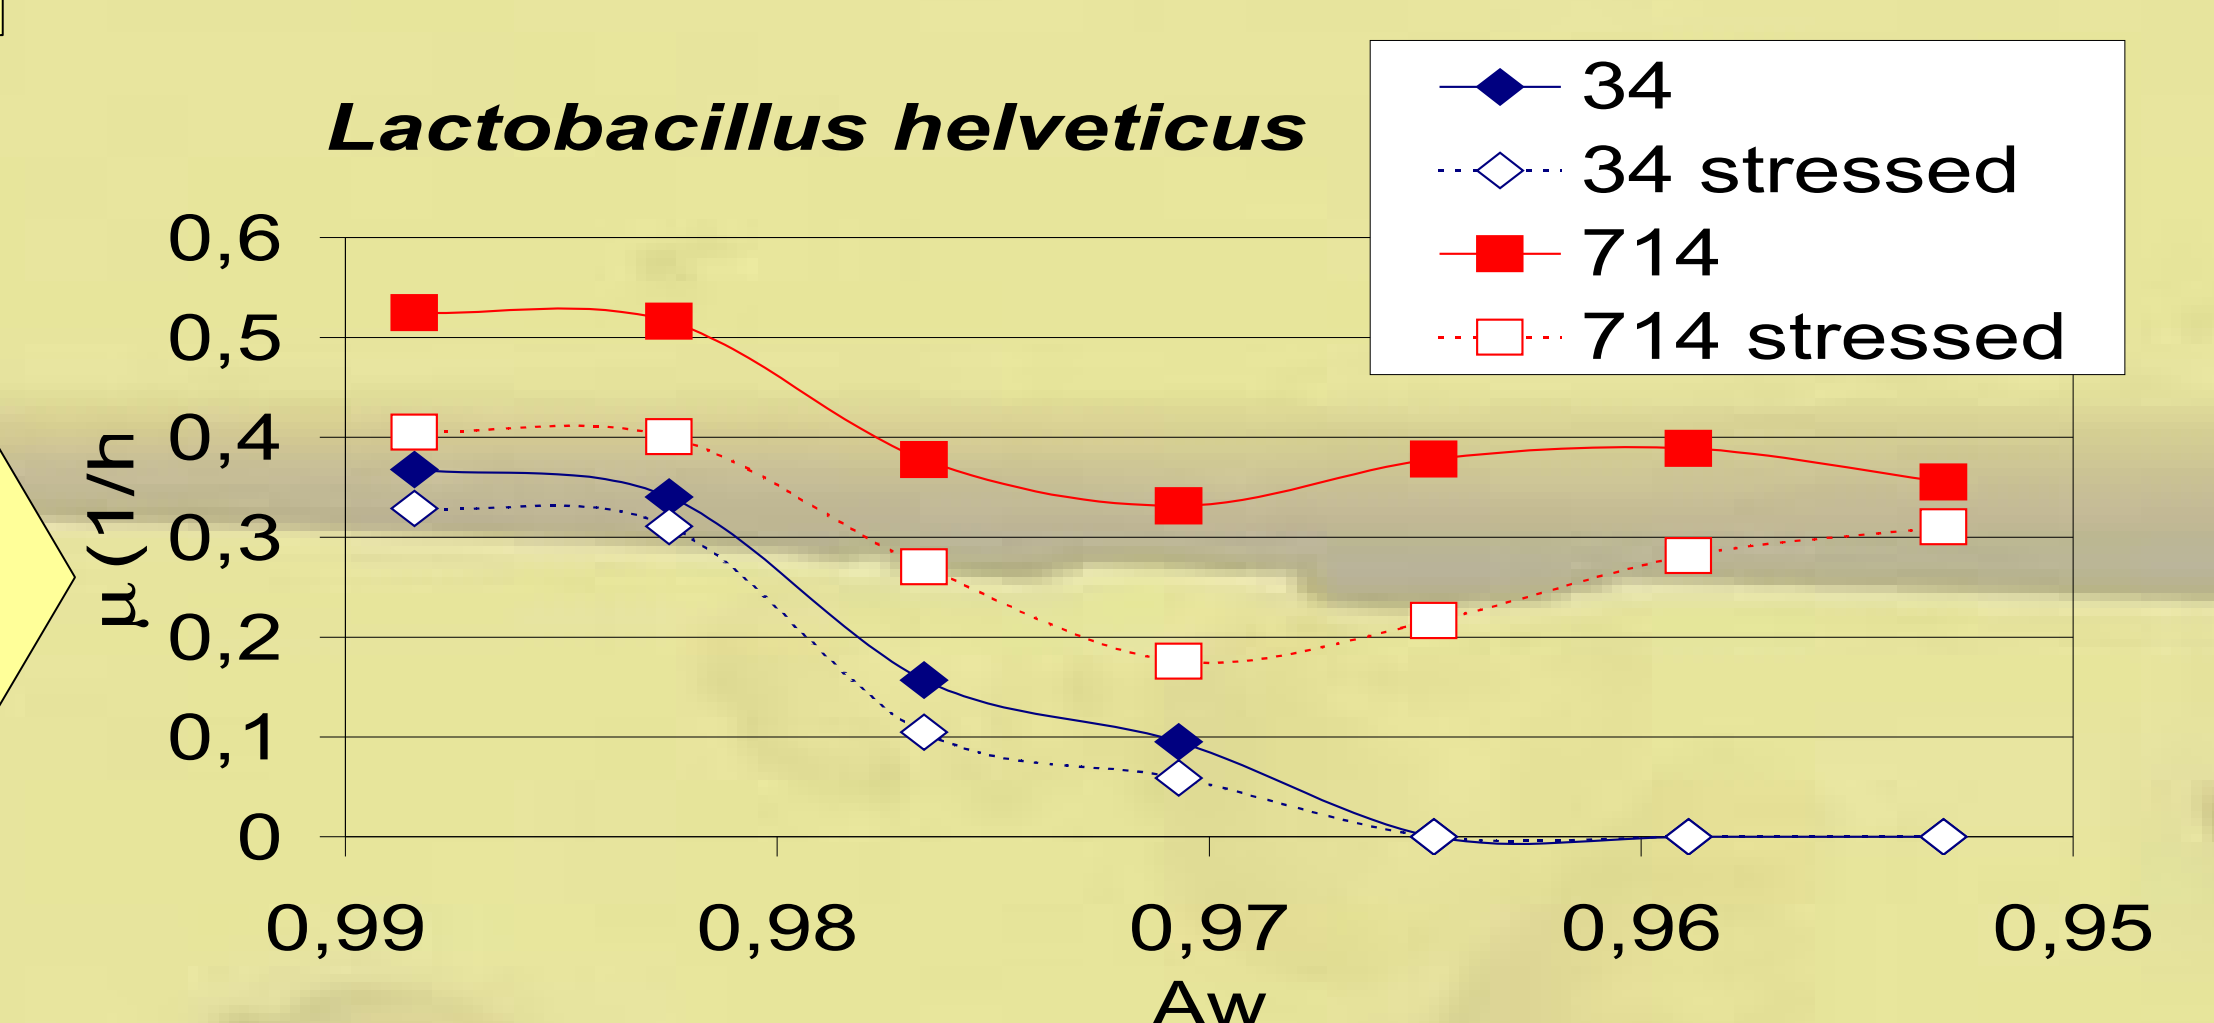 Lactobacillus helveticus
34
34 stressed
714
714 stressed
0,6
0,5
0,4
0,3
0,2
0,1
0
µ (1/h
0,99 0,98 0,97 0,96 0,95
Aw